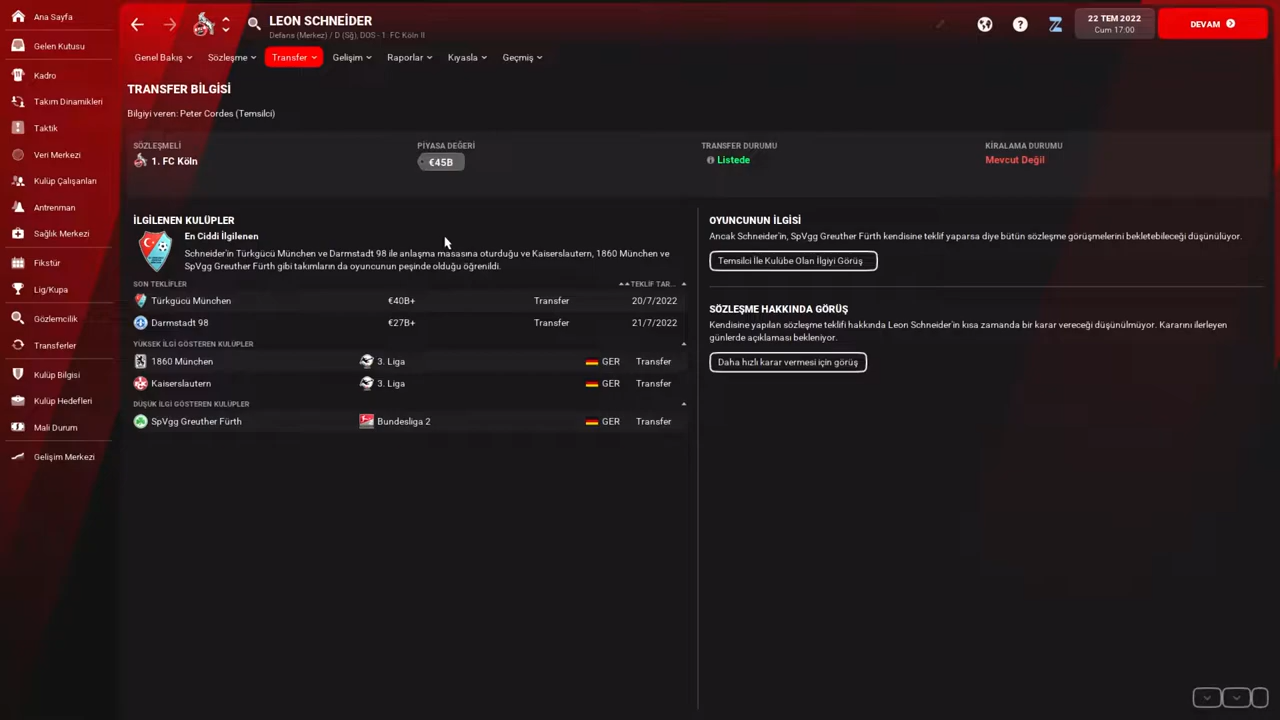 Ana Sayfa
Gelen Kutusu
Kadro
Takım Dinamikleri
Taktik
Veri Merkezi
Kulüp Çalışanları
Antrenman
Sağlık Merkezi
Fikstür
Lig/Kupa
Gözlemcilik
Transferler
Kulüp Bilgisi
Kulüp Hedefleri
Mali Durum
Gelişim Merkezi
LEON SCHNEİDER
Defans (Merkez) / D (Sğ), DOS - 1. FC Köln II
22 TEM 2022
Cum 17:00
DEVAM
Genel Bakış
Sözleşme
Transfer
Gelişim
Raporlar
Kıyasla
Geçmiş
TRANSFER BİLGİSİ
Bilgiyi veren: Peter Cordes (Temsilci)
SÖZLEŞMELİ
1. FC Köln
PİYASA DEĞERİ
€45B
TRANSFER DURUMU
Listede
KİRALAMA DURUMU
Mevcut Değil
İLGİLENEN KULÜPLER
En Ciddi İlgilenen
Schneider'in Türkgücü München ve Darmstadt 98 ile anlaşma masasına oturduğu ve Kaiserslautern, 1860 München ve
SpVgg Greuther Fürth gibi takımların da oyuncunun peşinde olduğu öğrenildi.
SON TEKLİFLER
TEKLİF TAR...
Türkgücü München €40B+ Transfer 20/7/2022
Darmstadt 98 €27B+ Transfer 21/7/2022
YÜKSEK İLGİ GÖSTEREN KULÜPLER
1860 München 3. Liga GER Transfer
Kaiserslautern 3. Liga GER Transfer
DÜŞÜK İLGİ GÖSTEREN KULÜPLER
SpVgg Greuther Fürth Bundesliga 2 GER Transfer
OYUNCUNUN İLGİSİ
Ancak Schneider'in, SpVgg Greuther Fürth kendisine teklif yaparsa diye bütün sözleşme görüşmelerini bekletebileceği düşünülüyor.
Temsilci İle Kulübe Olan İlgiyi Görüş
SÖZLEŞME HAKKINDA GÖRÜŞ
Kendisine yapılan sözleşme teklifi hakkında Leon Schneider'in kısa zamanda bir karar vereceği düşünülmüyor. Kararını ilerleyen
günlerde açıklaması bekleniyor.
Daha hızlı karar vermesi için görüş